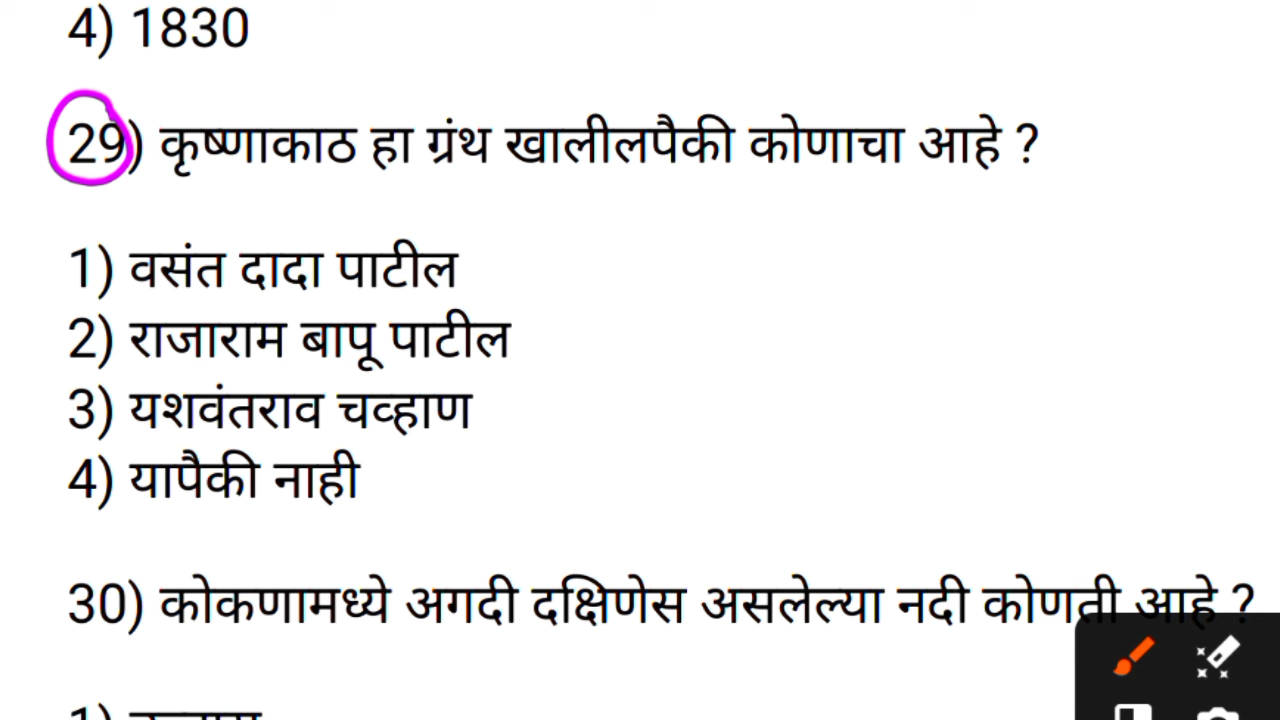 4) 1830
29) कृष्णाकाठ हा ग्रंथ खालीलपैकी कोणाचा आहे ?
1) वसंत दादा पाटील
2) राजाराम बापू पाटील
3) यशवंतराव चव्हाण
4) यापैकी नाही
30) कोकणामध्ये अगदी दक्षिणेस असलेल्या नदी कोणती आहे ?
1)